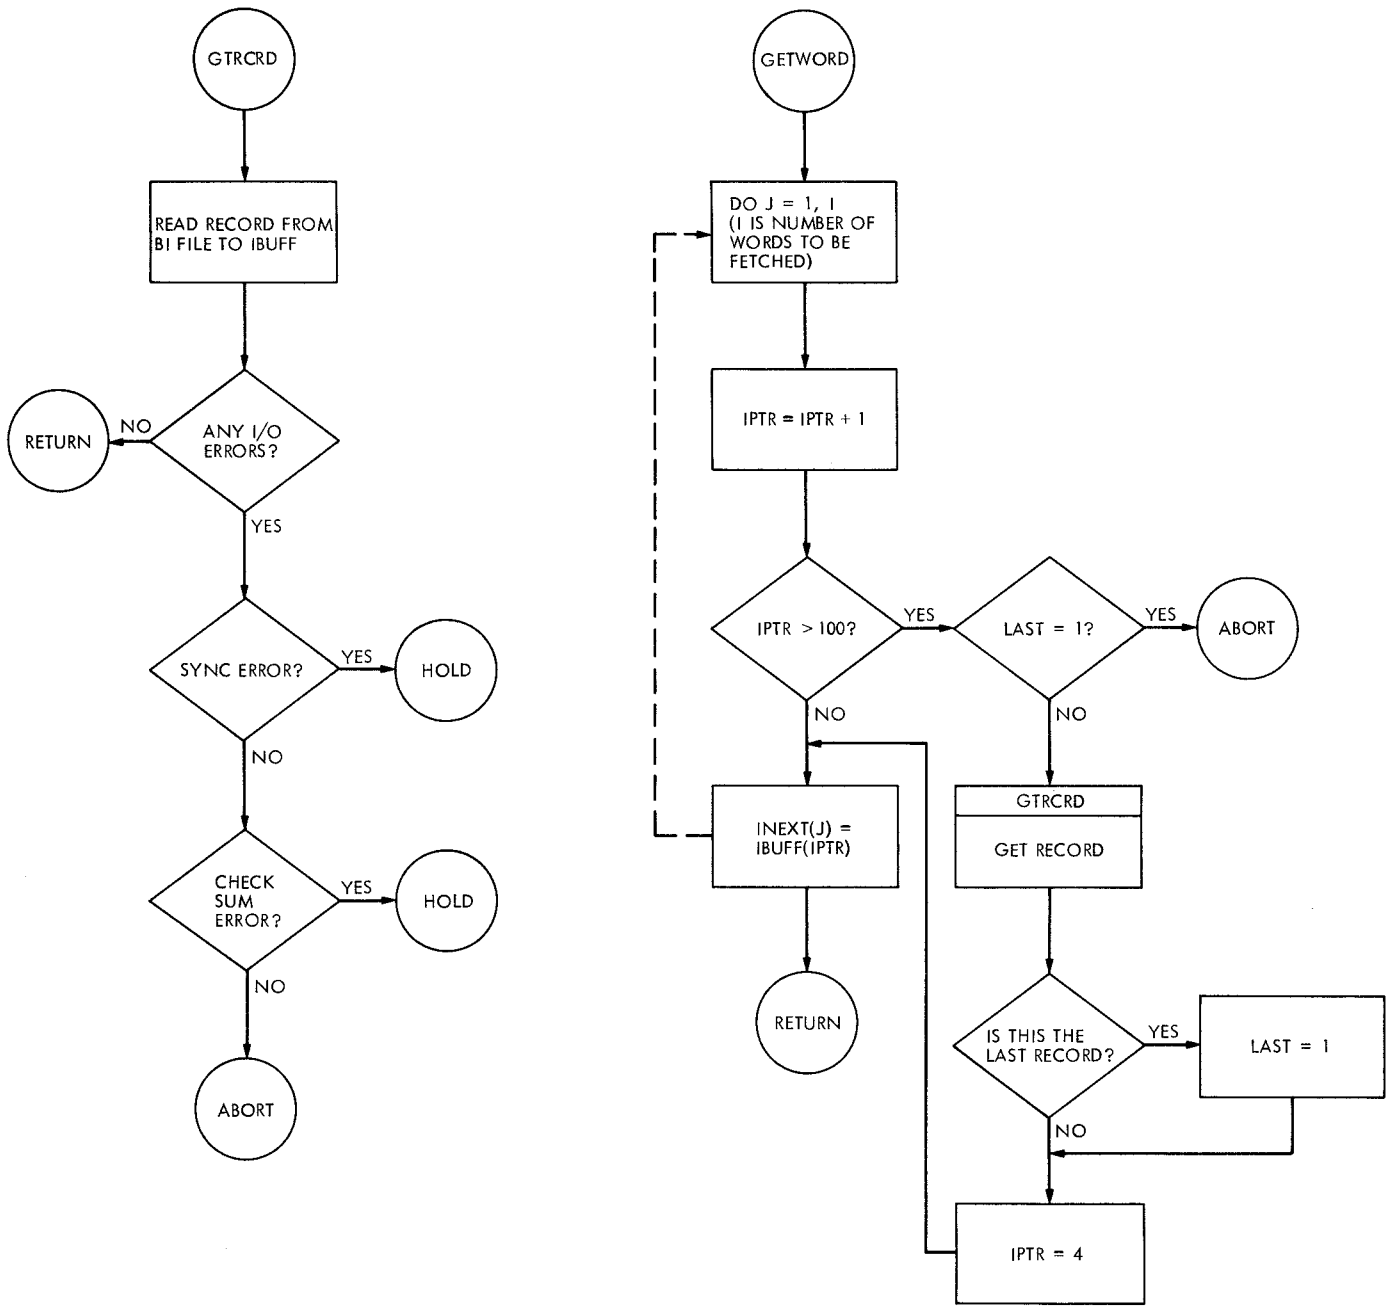 GTRCRD
READ RECORD FROM
BI FILE TO IBUFF
ANY I/O
ERRORS?
NO
RETURN
YES
SYNC ERROR?
YES
HOLD
NO
CHECK
SUM
ERROR?
YES
HOLD
NO
ABORT
GETWORD
DO J = 1, I
(I IS NUMBER OF
WORDS TO BE
FETCHED)
IPTR = IPTR + 1
IPTR > 100?
YES
LAST = 1?
YES
ABORT
NO
NO
INEXT(J) =
IBUFF(IPTR)
RETURN
GTRCRD
GET RECORD
IS THIS THE
LAST RECORD?
YES
LAST = 1
NO
IPTR = 4